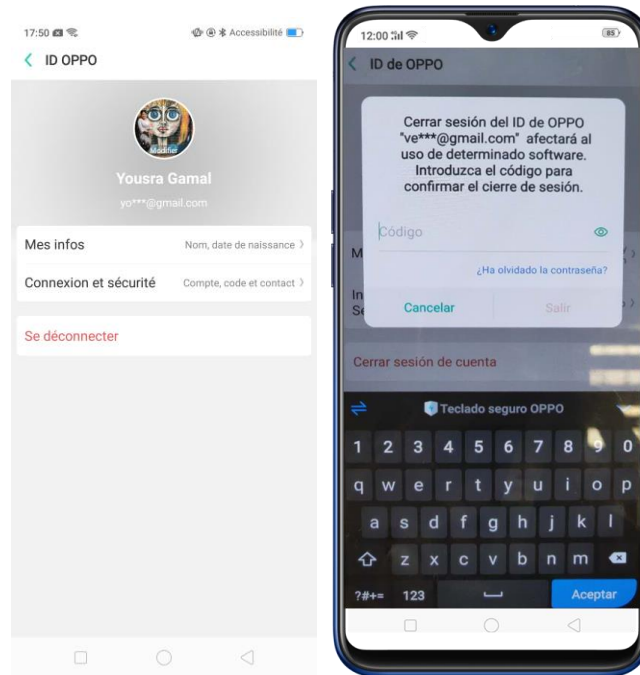 17:50
Accessibilité
ID OPPO
Modifier
Yousra Gamal
yo***@gmail.com
Mes infos
Nom, date de naissance
Connexion et sécurité
Compte, code et contact
Se déconnecter
12:00
85
ID de OPPO
Cerrar sesión del ID de OPPO
"ve***@gmail.com" afectará al
uso de determinado software.
Introduzca el código para
confirmar el cierre de sesión.
Código
M
¿Ha olvidado la contraseña?
In
Se
Cancelar
Salir
Cerrar sesión de cuenta
Teclado seguro OPPO
1 2 3 4 5 6 7 8 9 0
q w e r t y u i o p
a s d f g h j k l
z x c v b n m
?#+= 123
Aceptar